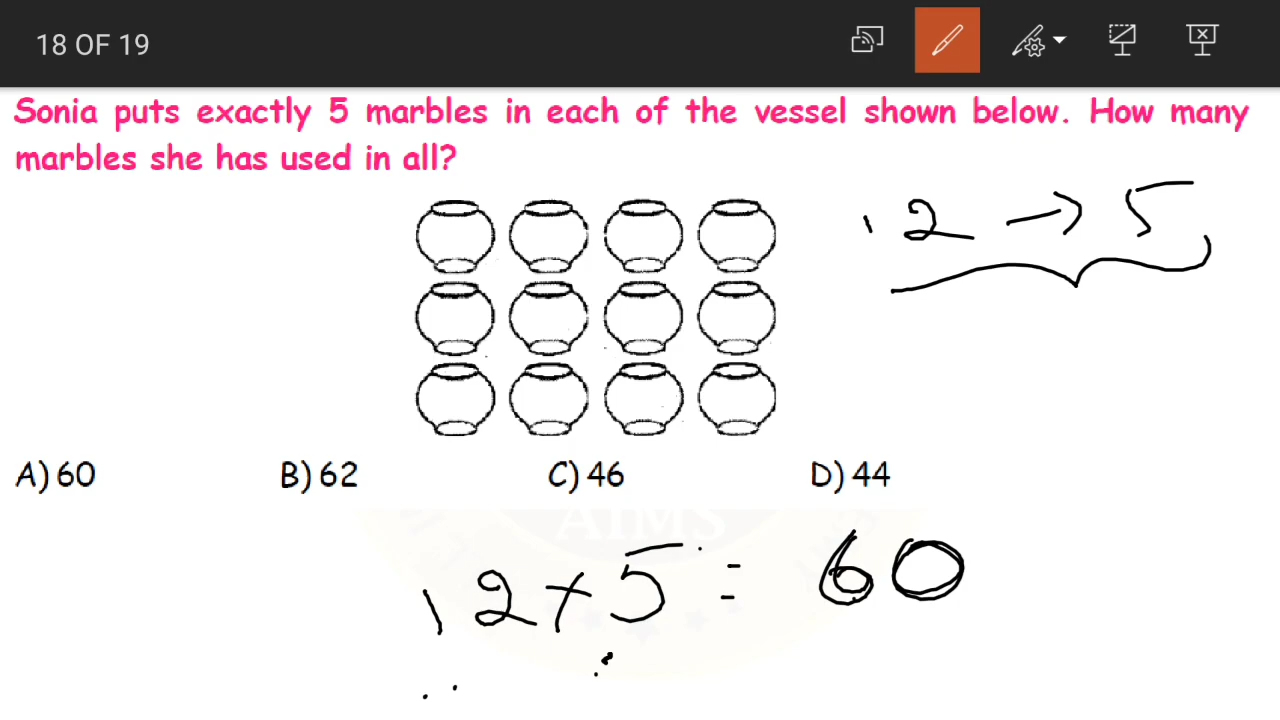 18 OF 19
Sonia puts exactly 5 marbles in each of the vessel shown below. How many
marbles she has used in all?
12 → 5
A) 60 B) 62 C) 46 D) 44
AIMS
12 × 5 = 60